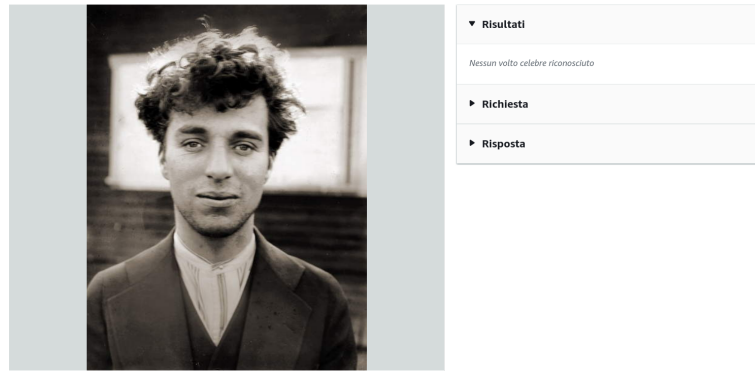 Risultati
Nessun volto celebre riconosciuto
Richiesta
Risposta